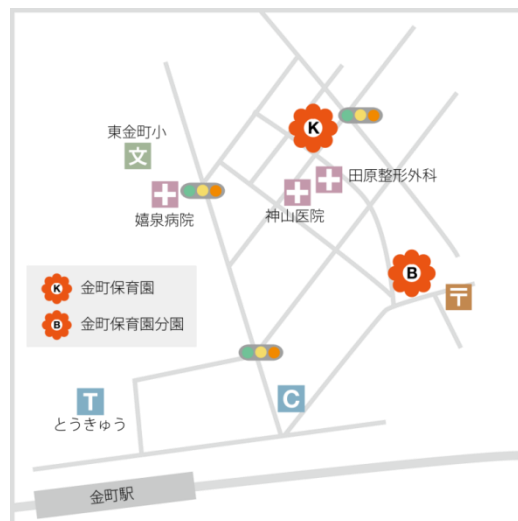 東金町小
文
K
田原整形外科
嬉泉病院
神山医院
B
〒
K 金町保育園
B 金町保育園分園
C
T
とうきゅう
金町駅